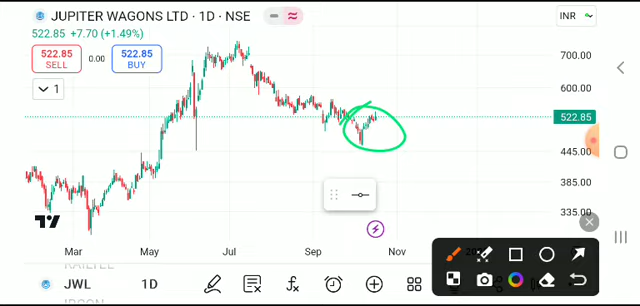 JUPITER WAGONS LTD · 1D · NSE
INR
522.85 +7.70 (+1.49%)
522.85 SELL
0.00
522.85 BUY
1
700.00
600.00
522.85
445.00
385.00
335.00
Mar May Jul Sep Nov
JWL 1D